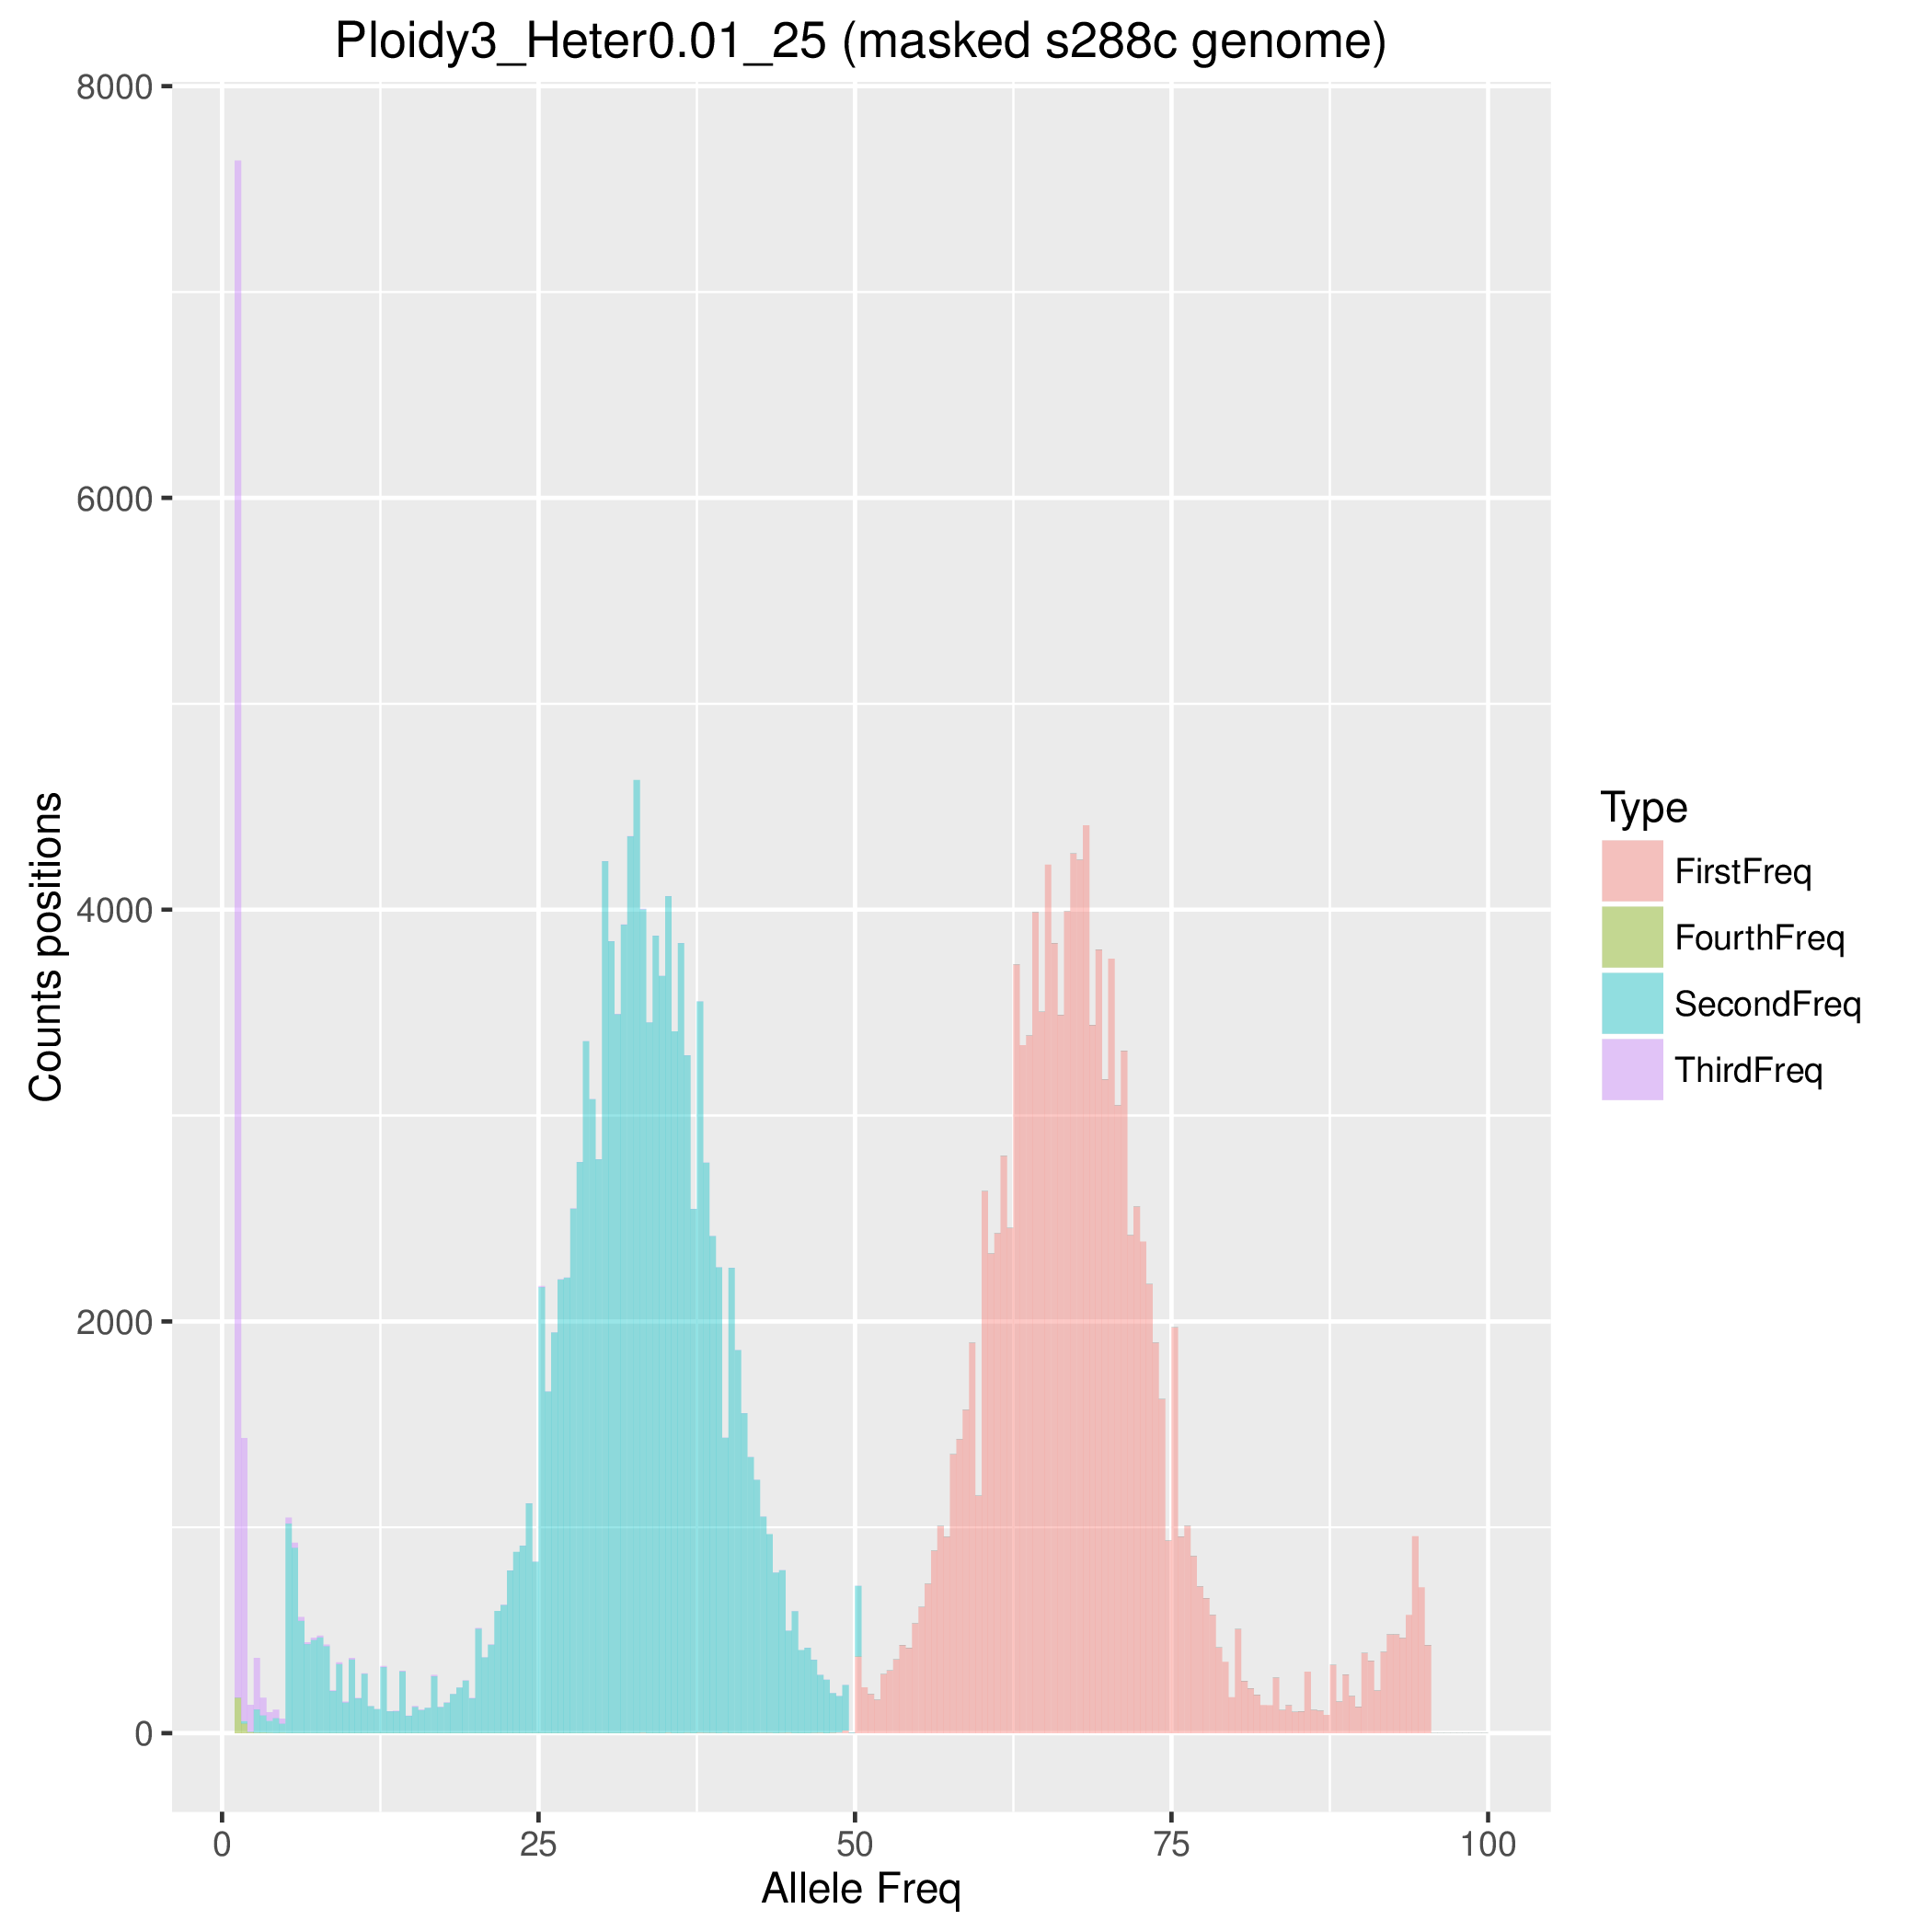 Ploidy3_Heter0.01_25 (masked s288c genome)
8000
6000
4000
2000
0
Counts positions
0
25
50
75
100
Allele Freq
Type
FirstFreq
FourthFreq
SecondFreq
ThirdFreq